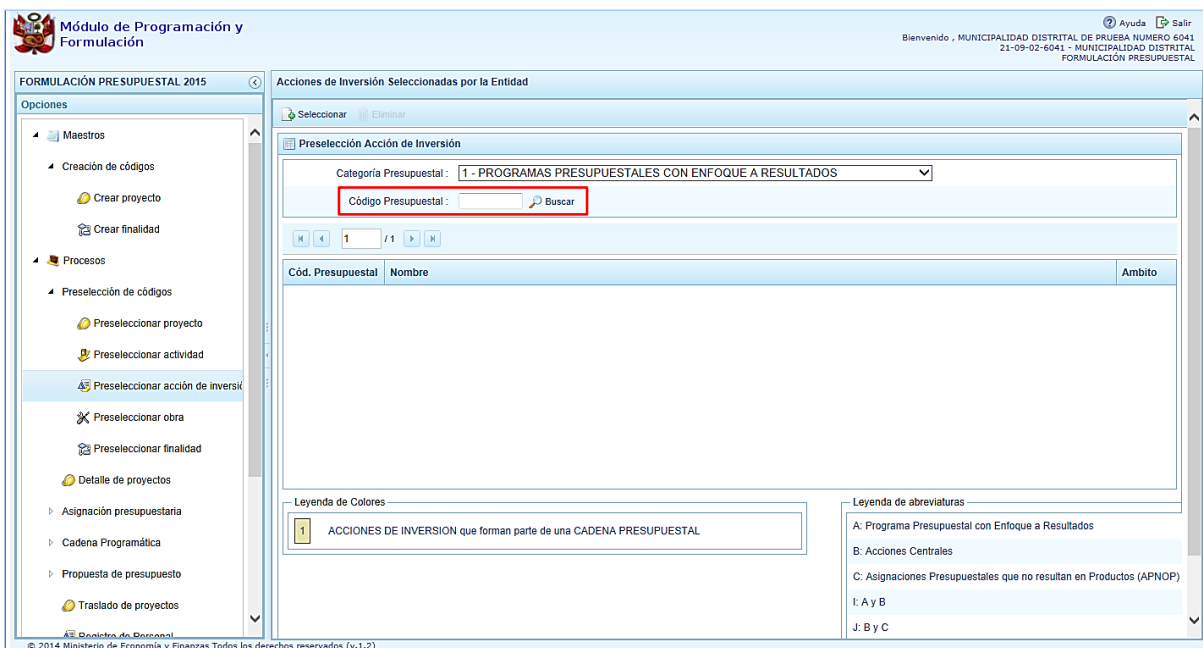 Módulo de Programación y
Formulación
Ayuda Salir
Bienvenido , MUNICIPALIDAD DISTRITAL DE PRUEBA NUMERO 6041
21-09-02-6041 - MUNICIPALIDAD DISTRITAL
FORMULACIÓN PRESUPUESTAL
FORMULACIÓN PRESUPUESTAL 2015
Opciones
Maestros
Creación de códigos
Crear proyecto
Crear finalidad
Procesos
Preselección de códigos
Preseleccionar proyecto
Preseleccionar actividad
Preseleccionar acción de inversió
Preseleccionar obra
Preseleccionar finalidad
Detalle de proyectos
Asignación presupuestaria
Cadena Programática
Propuesta de presupuesto
Traslado de proyectos
Registro de Personal
Acciones de Inversión Seleccionadas por la Entidad
Seleccionar Eliminar
Preselección Acción de Inversión
Categoría Presupuestal : 1 - PROGRAMAS PRESUPUESTALES CON ENFOQUE A RESULTADOS
Código Presupuestal : Buscar
1 / 1
Cód. Presupuestal Nombre Ambito
Leyenda de Colores
1 ACCIONES DE INVERSION que forman parte de una CADENA PRESUPUESTAL
Leyenda de abreviaturas
A: Programa Presupuestal con Enfoque a Resultados
B: Acciones Centrales
C: Asignaciones Presupuestales que no resultan en Productos (APNOP)
I: A y B
J: B y C
© 2014 Ministerio de Economía y Finanzas Todos los derechos reservados (v.1.2)